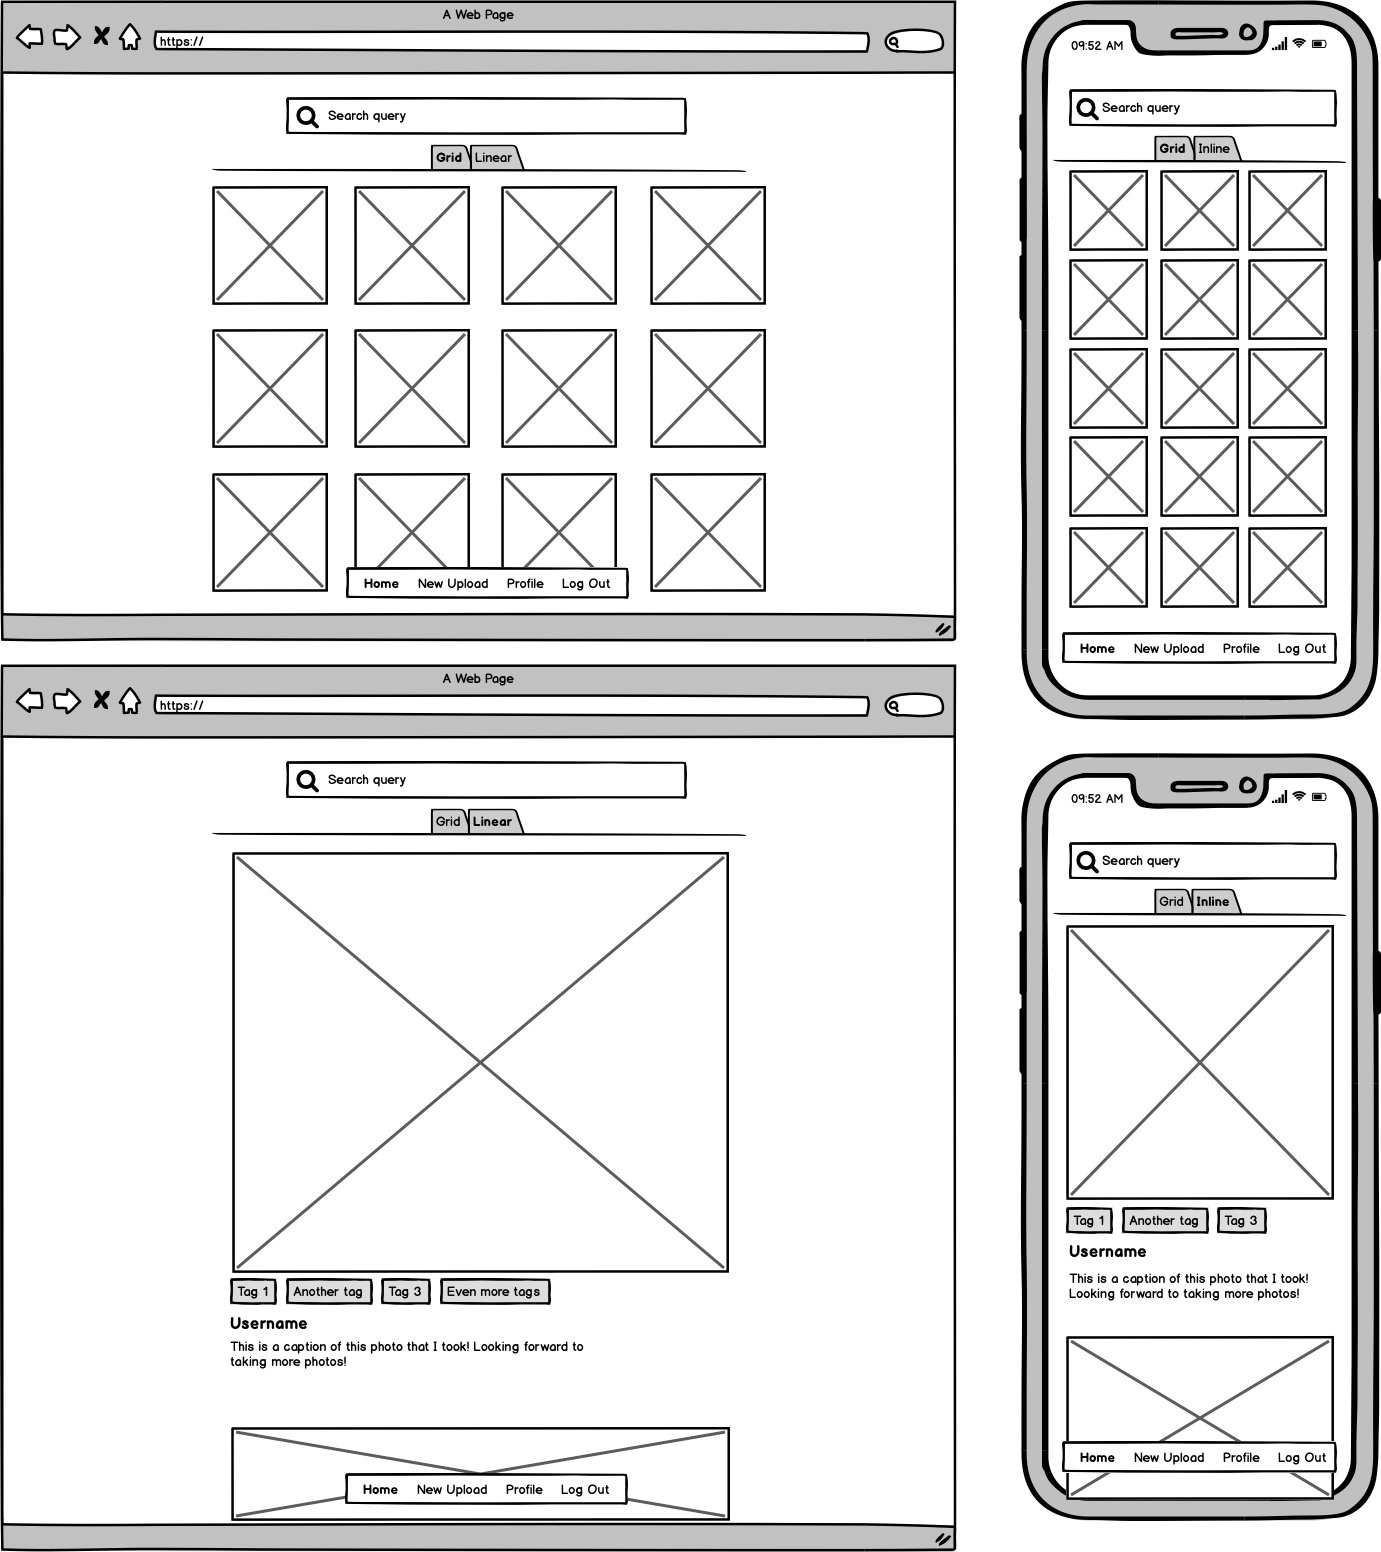 A Web Page
https://
Search query
Grid Linear
Home New Upload Profile Log Out
09:52 AM
Search query
Grid Inline
Home New Upload Profile Log Out
A Web Page
https://
Search query
Grid Linear
Tag 1 Another tag Tag 3 Even more tags
Username
This is a caption of this photo that I took! Looking forward to
taking more photos!
Home New Upload Profile Log Out
09:52 AM
Search query
Grid Inline
Tag 1 Another tag Tag 3
Username
This is a caption of this photo that I took!
Looking forward to taking more photos!
Home New Upload Profile Log Out